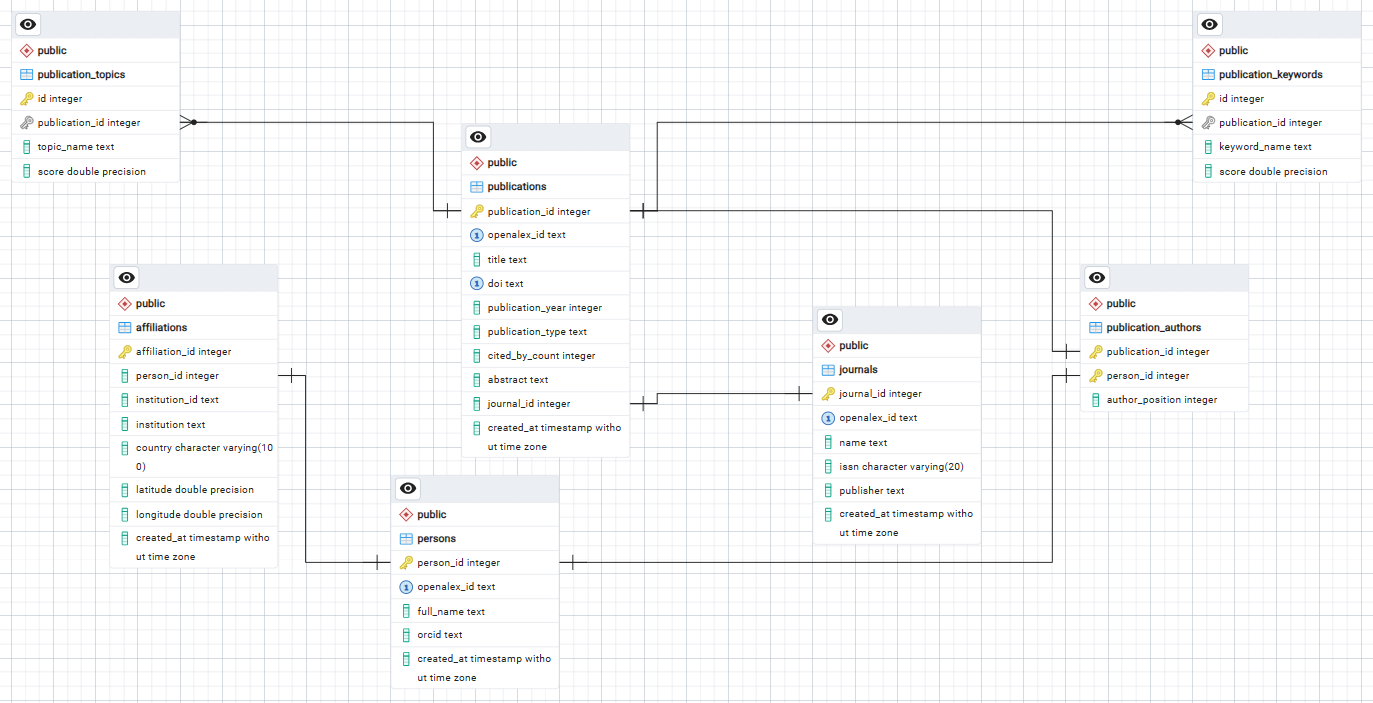 public
publication_topics
id integer
publication_id integer
topic_name text
score double precision
public
publication_keywords
id integer
publication_id integer
keyword_name text
score double precision
public
publications
publication_id integer
1 openalex_id text
title text
1 doi text
publication_year integer
publication_type text
cited_by_count integer
abstract text
journal_id integer
created_at timestamp witho
ut time zone
public
affiliations
affiliation_id integer
person_id integer
institution_id text
institution text
country character varying(10
0)
latitude double precision
longitude double precision
created_at timestamp witho
ut time zone
public
journals
journal_id integer
1 openalex_id text
name text
issn character varying(20)
publisher text
created_at timestamp witho
ut time zone
public
publication_authors
publication_id integer
person_id integer
author_position integer
public
persons
person_id integer
1 openalex_id text
full_name text
orcid text
created_at timestamp witho
ut time zone